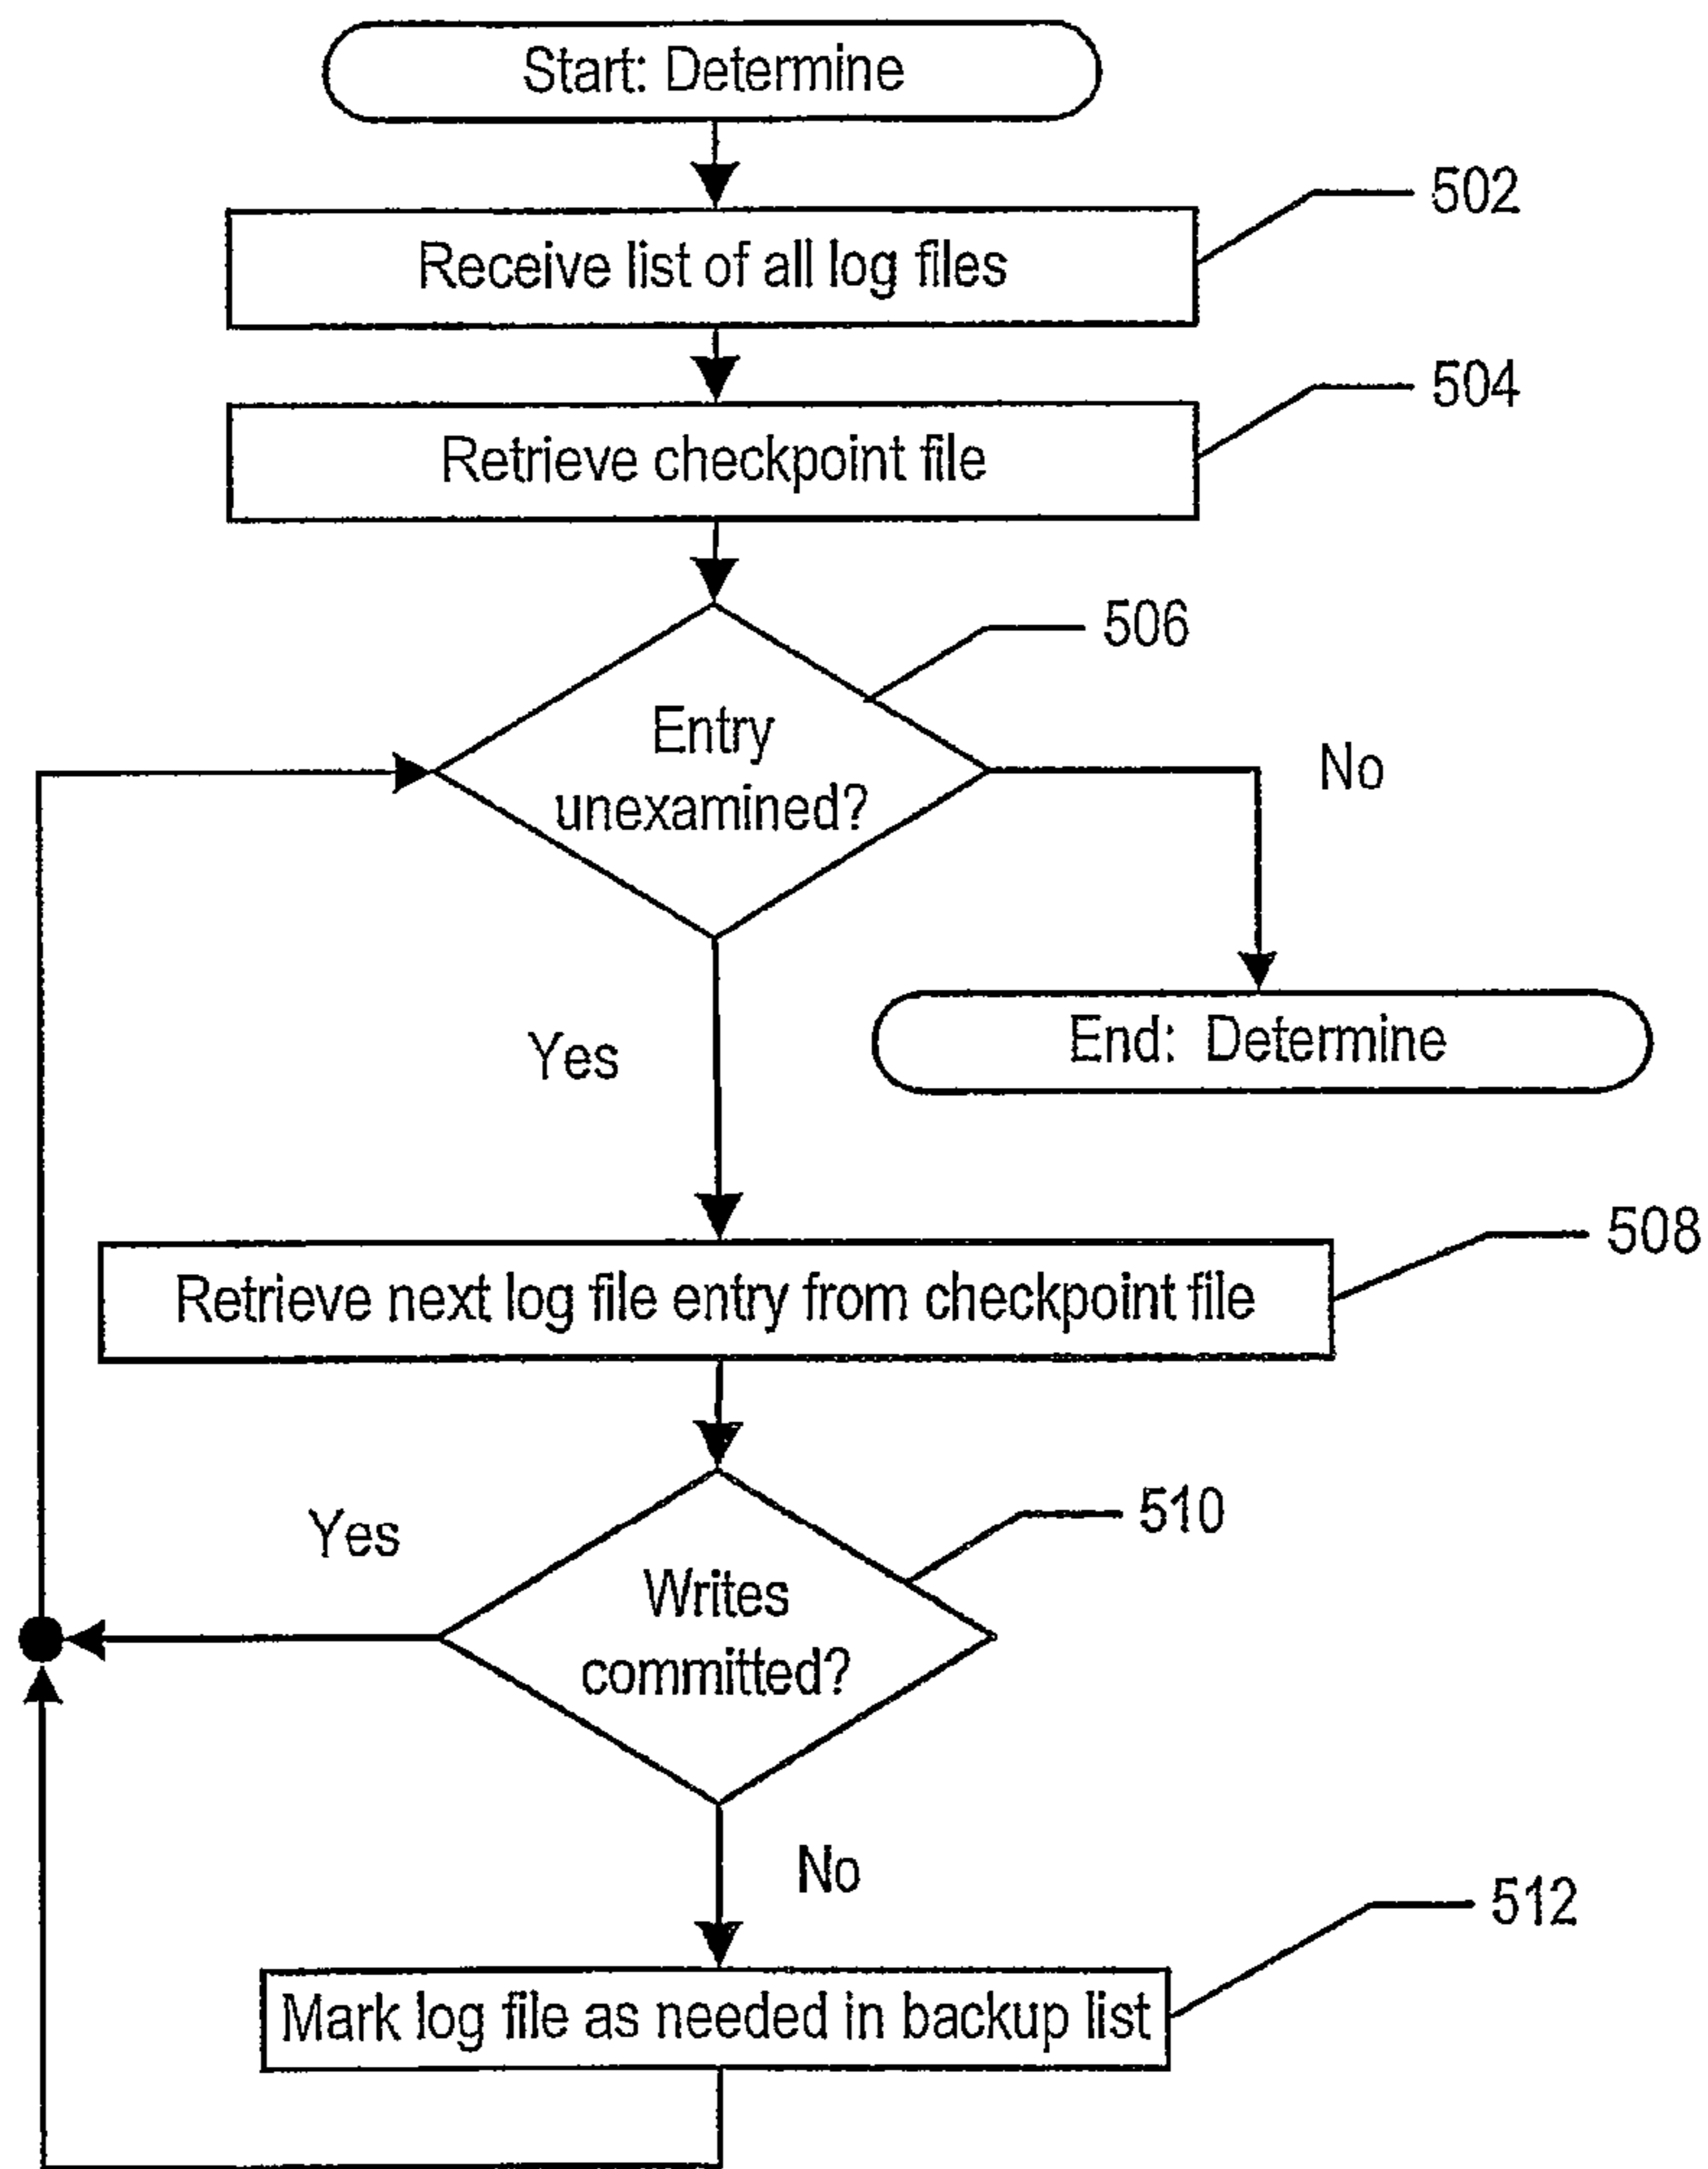 Start: Determine
502
Receive list of all log files
504
Retrieve checkpoint file
506
Entry
unexamined?
No
End: Determine
Yes
508
Retrieve next log file entry from checkpoint file
510
Yes
Writes
committed?
No
512
Mark log file as needed in backup list